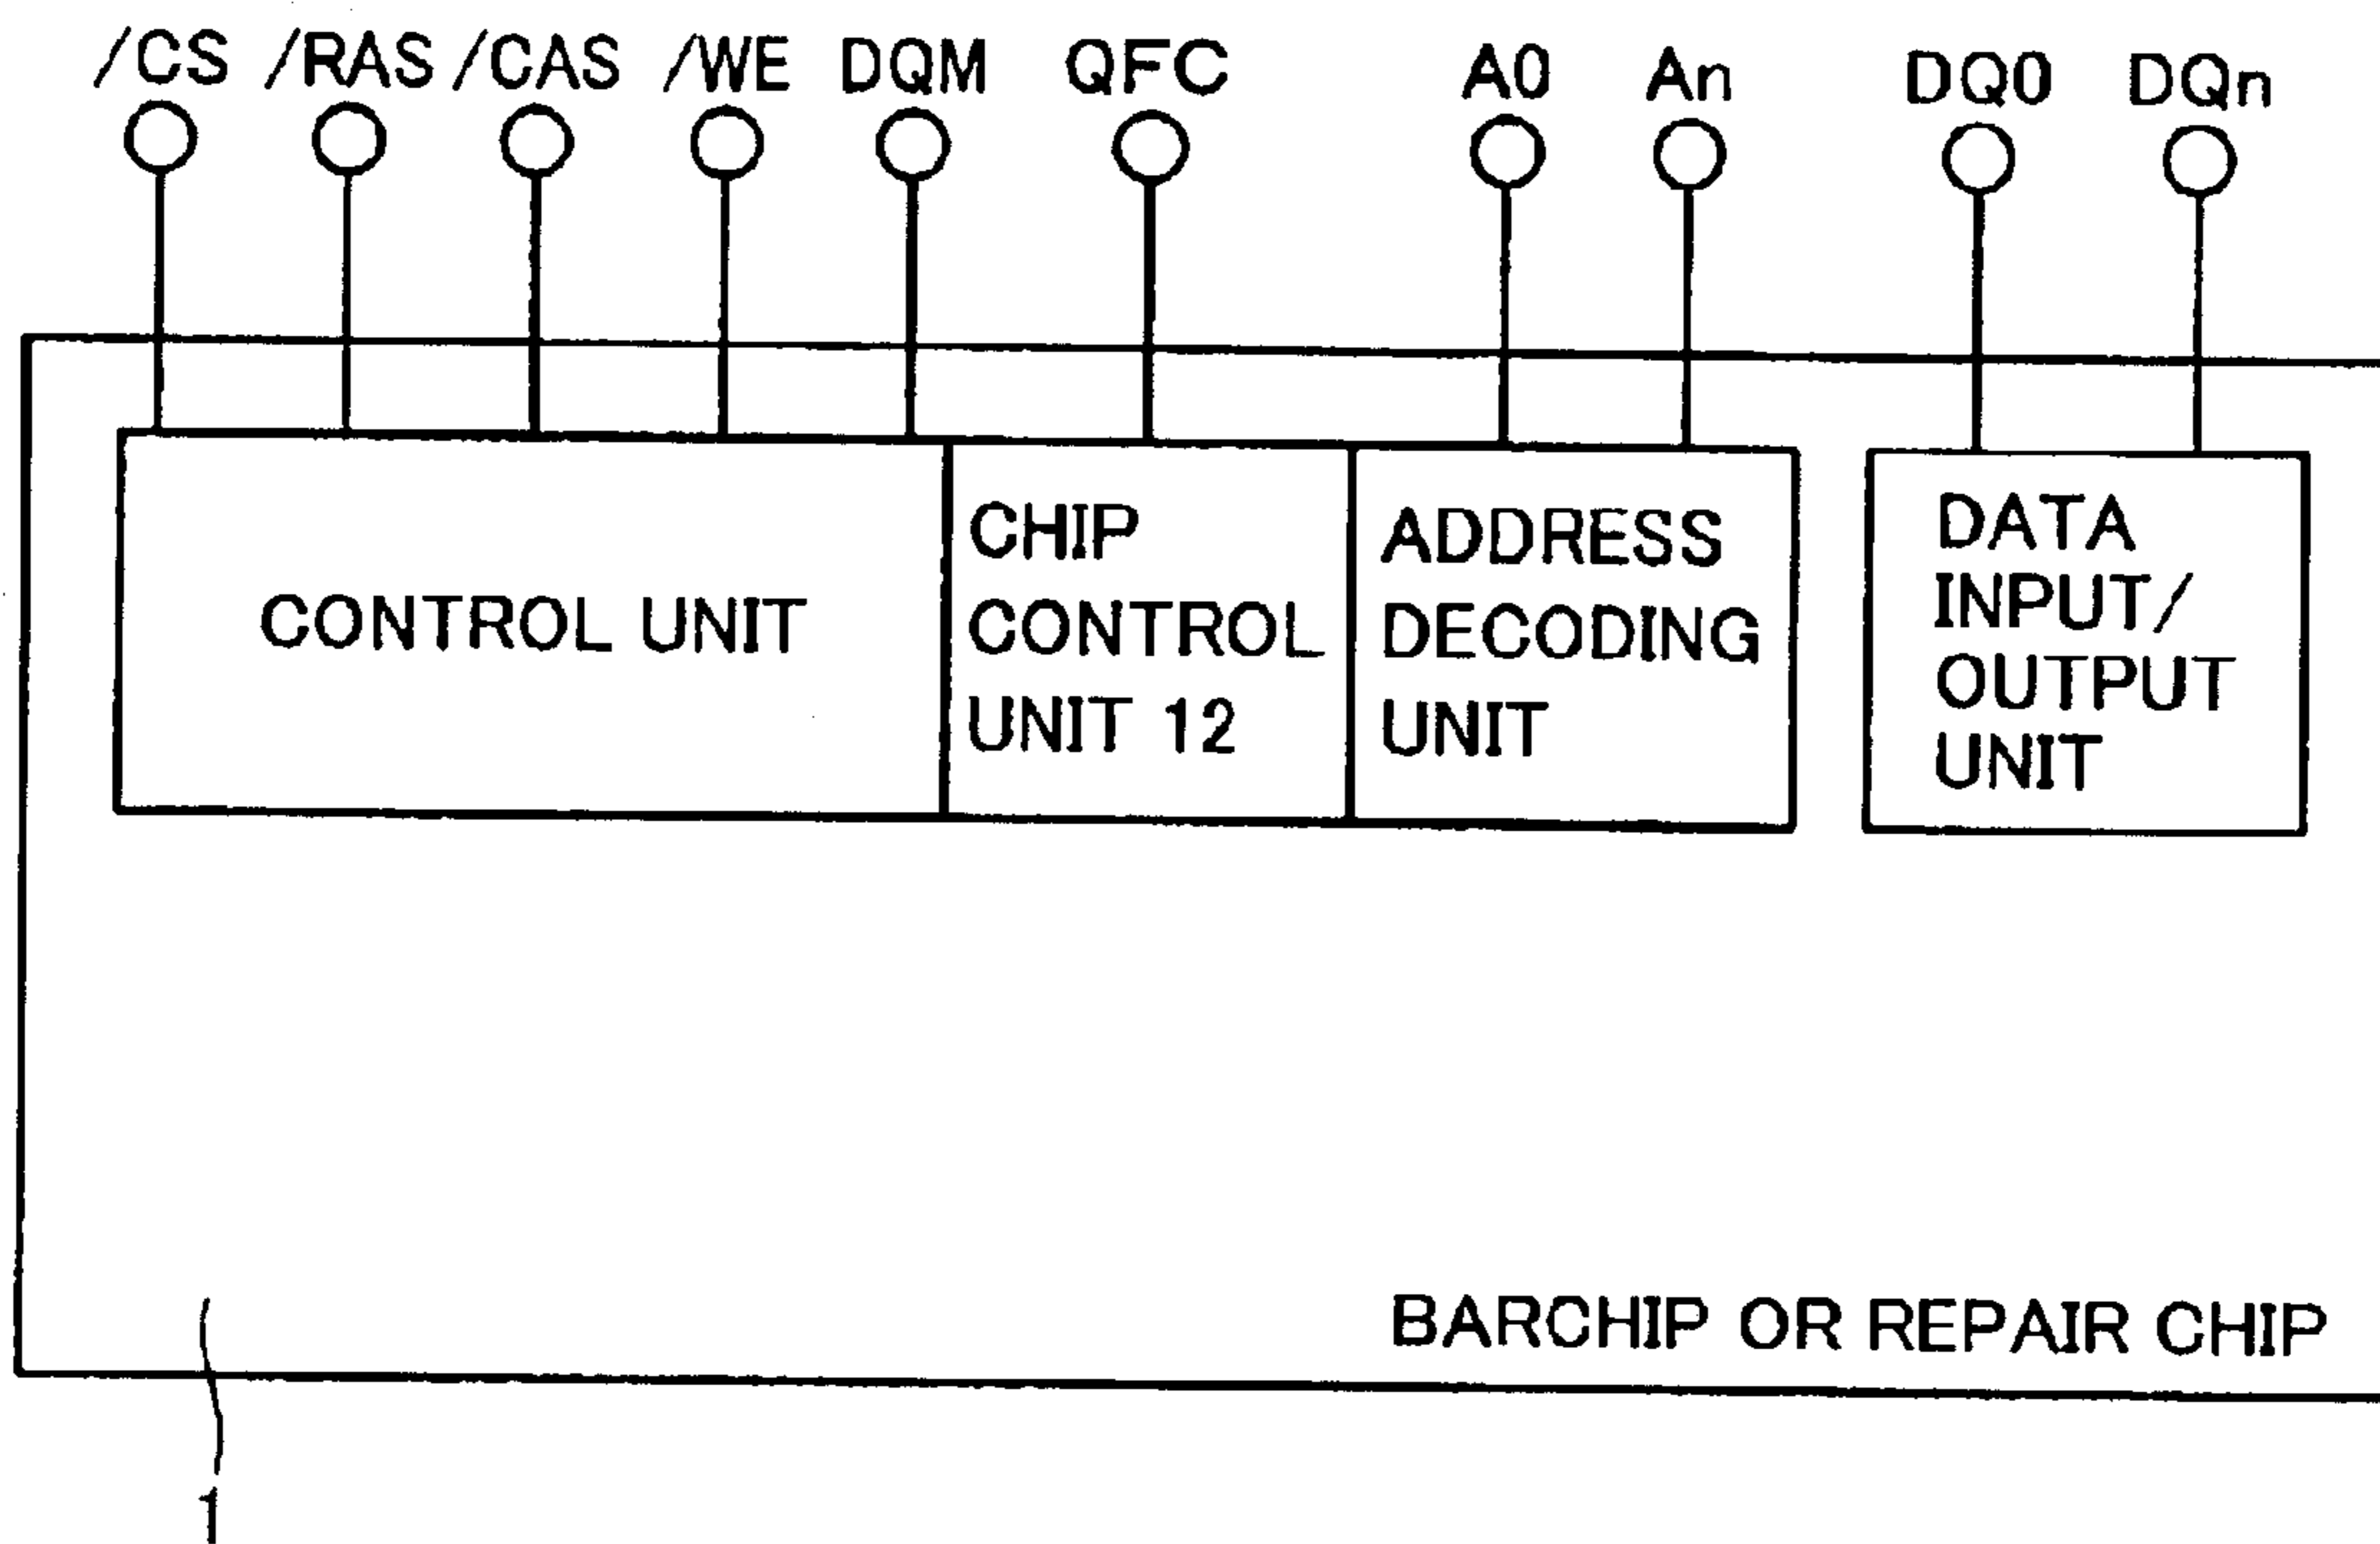 /CS /RAS /CAS /WE DQM QFC A0 An DQ0 DQn
CONTROL UNIT
CHIP
CONTROL
UNIT 12
ADDRESS
DECODING
UNIT
DATA
INPUT/
OUTPUT
UNIT
BARCHIP OR REPAIR CHIP
1